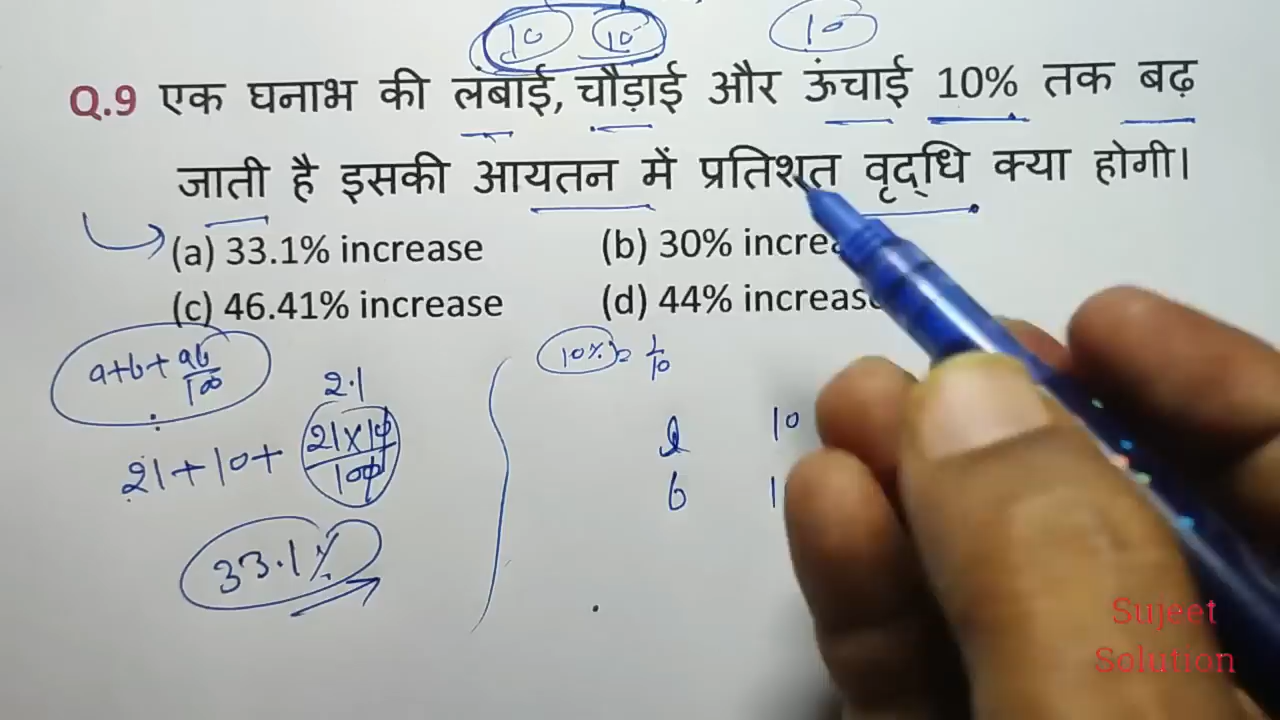 10 10 10
Q.9 एक घनाभ की लंबाई, चौड़ाई और ऊंचाई 10% तक बढ़
जाती है इसकी आयतन में प्रतिशत वृद्धि क्या होगी।
(a) 33.1% increase (b) 30%
(c) 46.41% increase (d) 44% increase
a+b+ab/100
10% = 1/10
2.1
21+10+ 21×10/100
l 10
b
33.1%
Sujeet
Solution